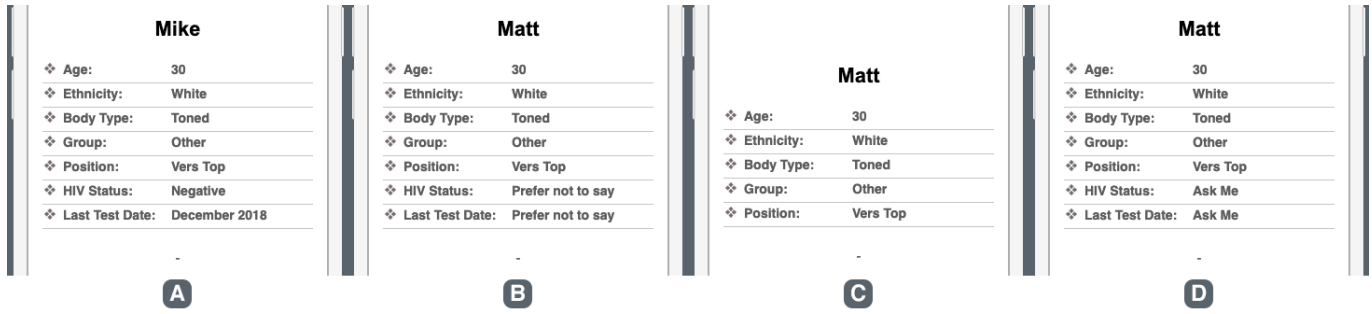 Mike
❖ Age: 30
❖ Ethnicity: White
❖ Body Type: Toned
❖ Group: Other
❖ Position: Vers Top
❖ HIV Status: Negative
❖ Last Test Date: December 2018
-
A
Matt
❖ Age: 30
❖ Ethnicity: White
❖ Body Type: Toned
❖ Group: Other
❖ Position: Vers Top
❖ HIV Status: Prefer not to say
❖ Last Test Date: Prefer not to say
-
B
Matt
❖ Age: 30
❖ Ethnicity: White
❖ Body Type: Toned
❖ Group: Other
❖ Position: Vers Top
-
C
Matt
❖ Age: 30
❖ Ethnicity: White
❖ Body Type: Toned
❖ Group: Other
❖ Position: Vers Top
❖ HIV Status: Ask Me
❖ Last Test Date: Ask Me
-
D